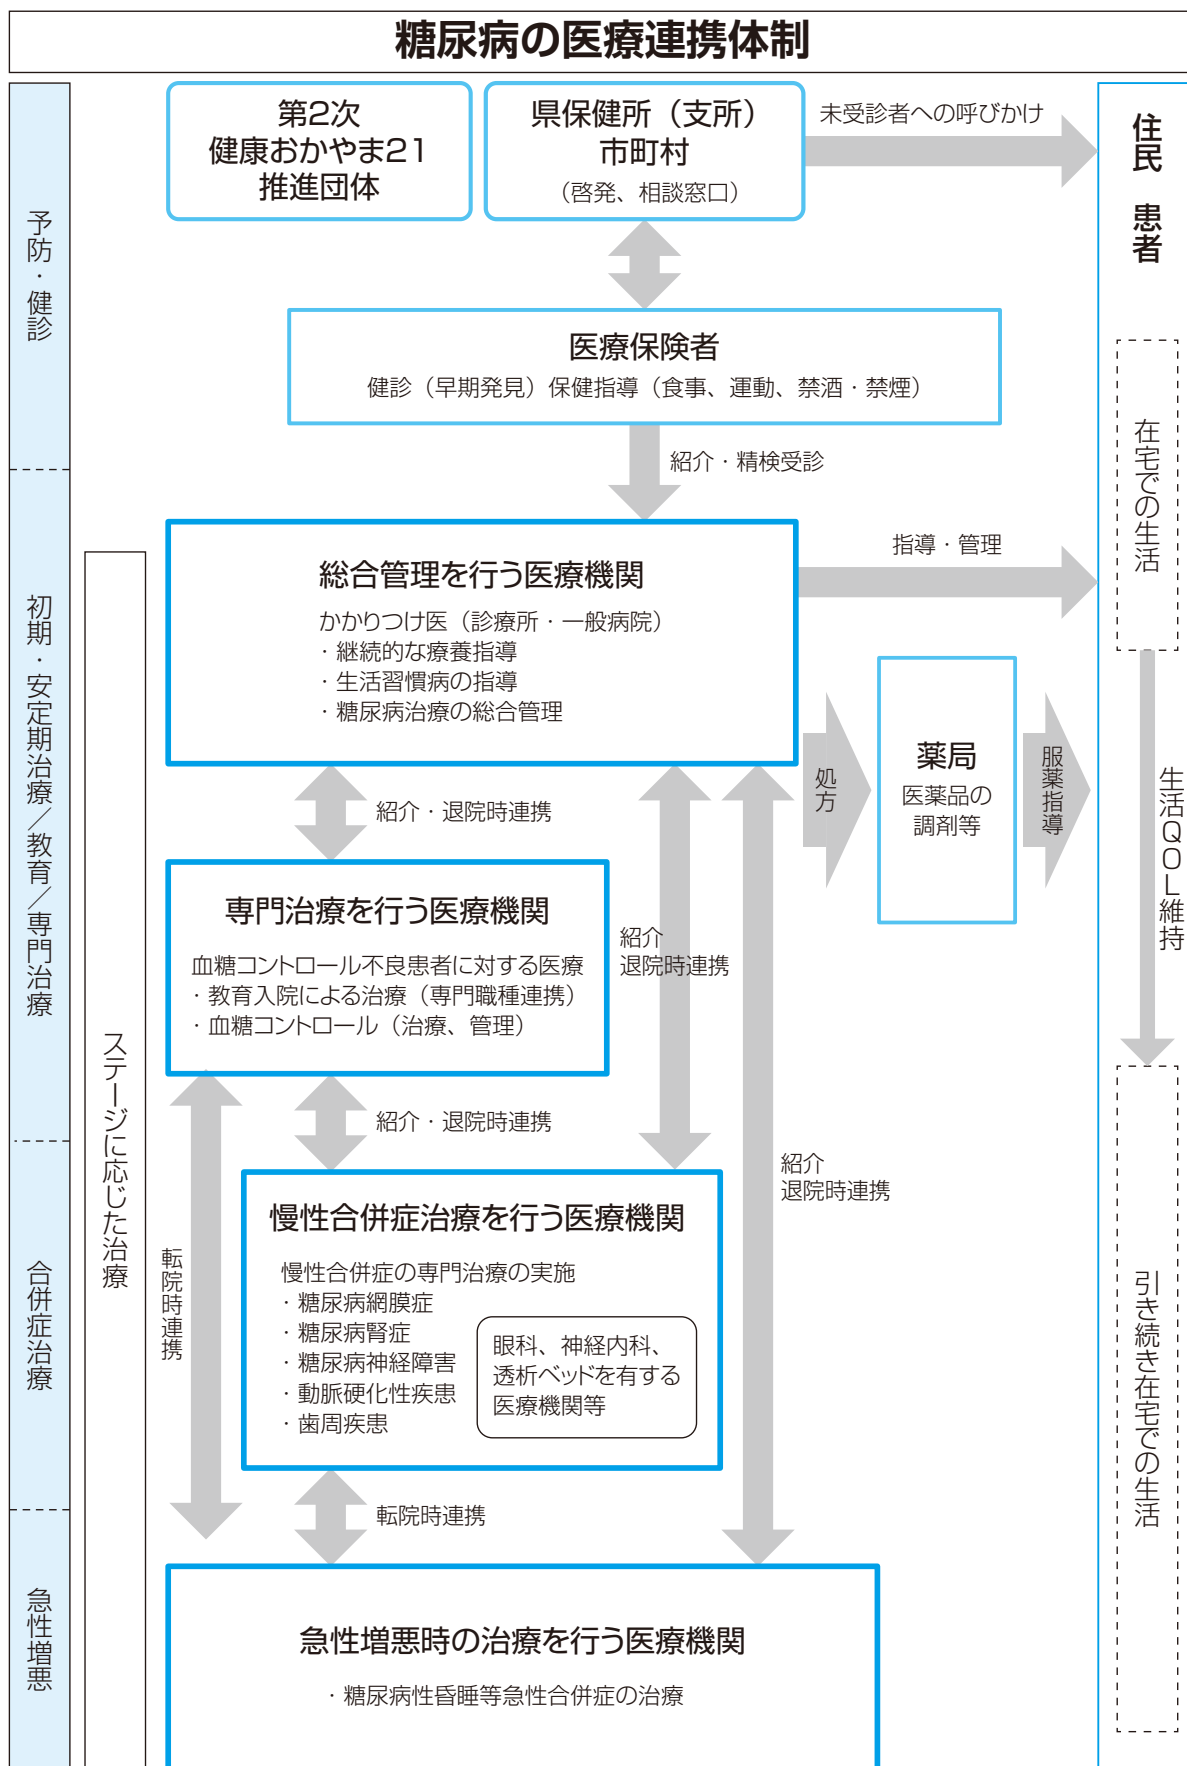 糖尿病の医療連携体制
予防・健診
初期・安定期治療／教育／専門治療
合併症治療
急性増悪
ステージに応じた治療
第2次
健康おかやま21
推進団体
県保健所（支所）
市町村
（啓発、相談窓口）
未受診者への呼びかけ
住民　患者
医療保険者
健診（早期発見）保健指導（食事、運動、禁酒・禁煙）
紹介・精検受診
総合管理を行う医療機関
かかりつけ医（診療所・一般病院）
・継続的な療養指導
・生活習慣病の指導
・糖尿病治療の総合管理
指導・管理
在宅での生活
処方
薬局
医薬品の
調剤等
服薬指導
生活QOL維持
紹介・退院時連携
専門治療を行う医療機関
血糖コントロール不良患者に対する医療
・教育入院による治療（専門職種連携）
・血糖コントロール（治療、管理）
紹介
退院時連携
紹介・退院時連携
紹介
退院時連携
転院時連携
慢性合併症治療を行う医療機関
慢性合併症の専門治療の実施
・糖尿病網膜症
・糖尿病腎症
・糖尿病神経障害
・動脈硬化性疾患
・歯周疾患
眼科、神経内科、
透析ベッドを有する
医療機関等
引き続き在宅での生活
転院時連携
急性増悪時の治療を行う医療機関
・糖尿病性昏睡等急性合併症の治療